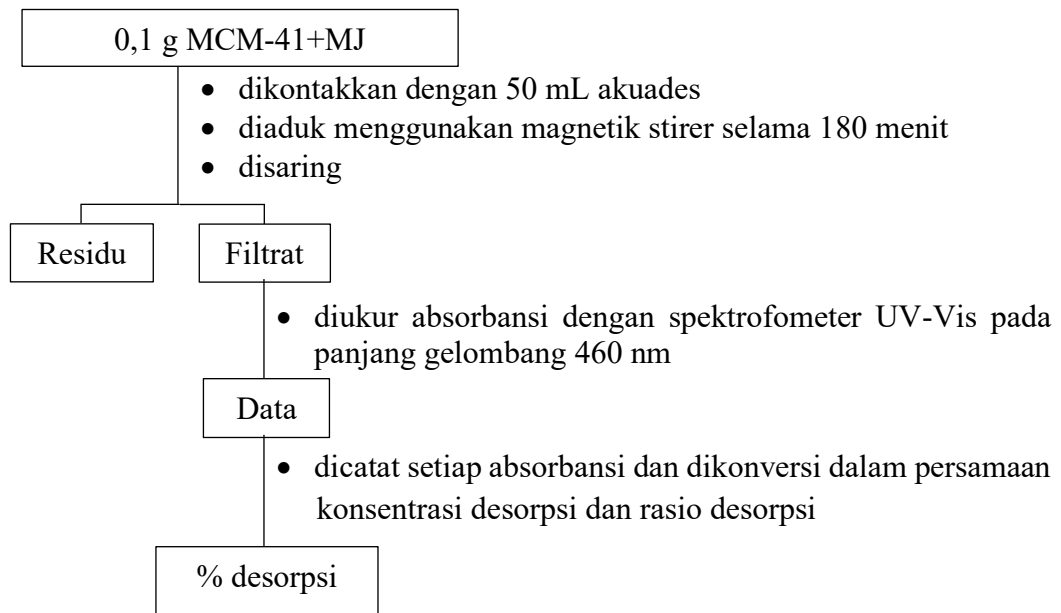 0,1 g MCM-41+MJ
• dikontakkan dengan 50 mL akuades
• diaduk menggunakan magnetik stirer selama 180 menit
• disaring
Residu
Filtrat
• diukur absorbansi dengan spektrofometer UV-Vis pada
panjang gelombang 460 nm
Data
• dicatat setiap absorbansi dan dikonversi dalam persamaan
konsentrasi desorpsi dan rasio desorpsi
% desorpsi